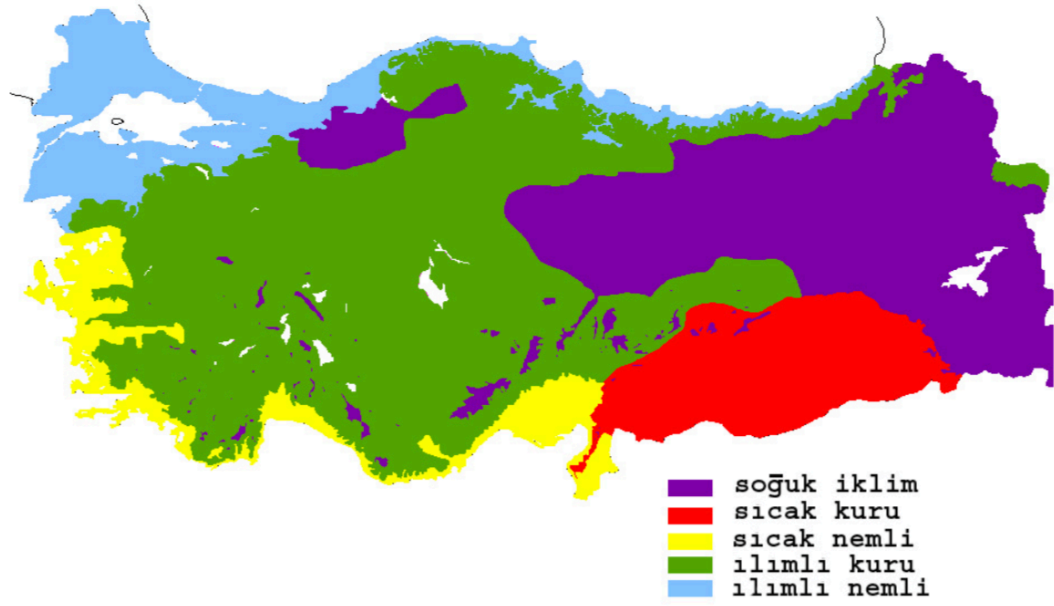 soğuk iklim
sıcak kuru
sıcak nemli
ılımlı kuru
ılımlı nemli